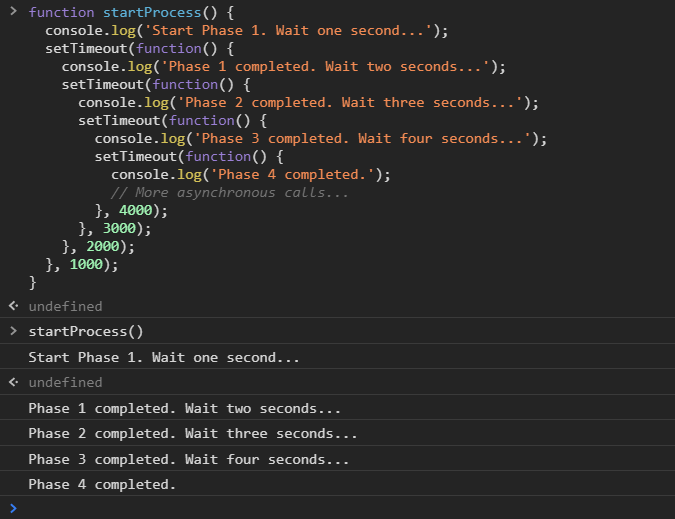 function startProcess() {
  console.log('Start Phase 1. Wait one second...');
  setTimeout(function() {
    console.log('Phase 1 completed. Wait two seconds...');
    setTimeout(function() {
      console.log('Phase 2 completed. Wait three seconds...');
      setTimeout(function() {
        console.log('Phase 3 completed. Wait four seconds...');
        setTimeout(function() {
          console.log('Phase 4 completed.');
          // More asynchronous calls...
        }, 4000);
      }, 3000);
    }, 2000);
  }, 1000);
}
undefined
startProcess()
Start Phase 1. Wait one second...
undefined
Phase 1 completed. Wait two seconds...
Phase 2 completed. Wait three seconds...
Phase 3 completed. Wait four seconds...
Phase 4 completed.